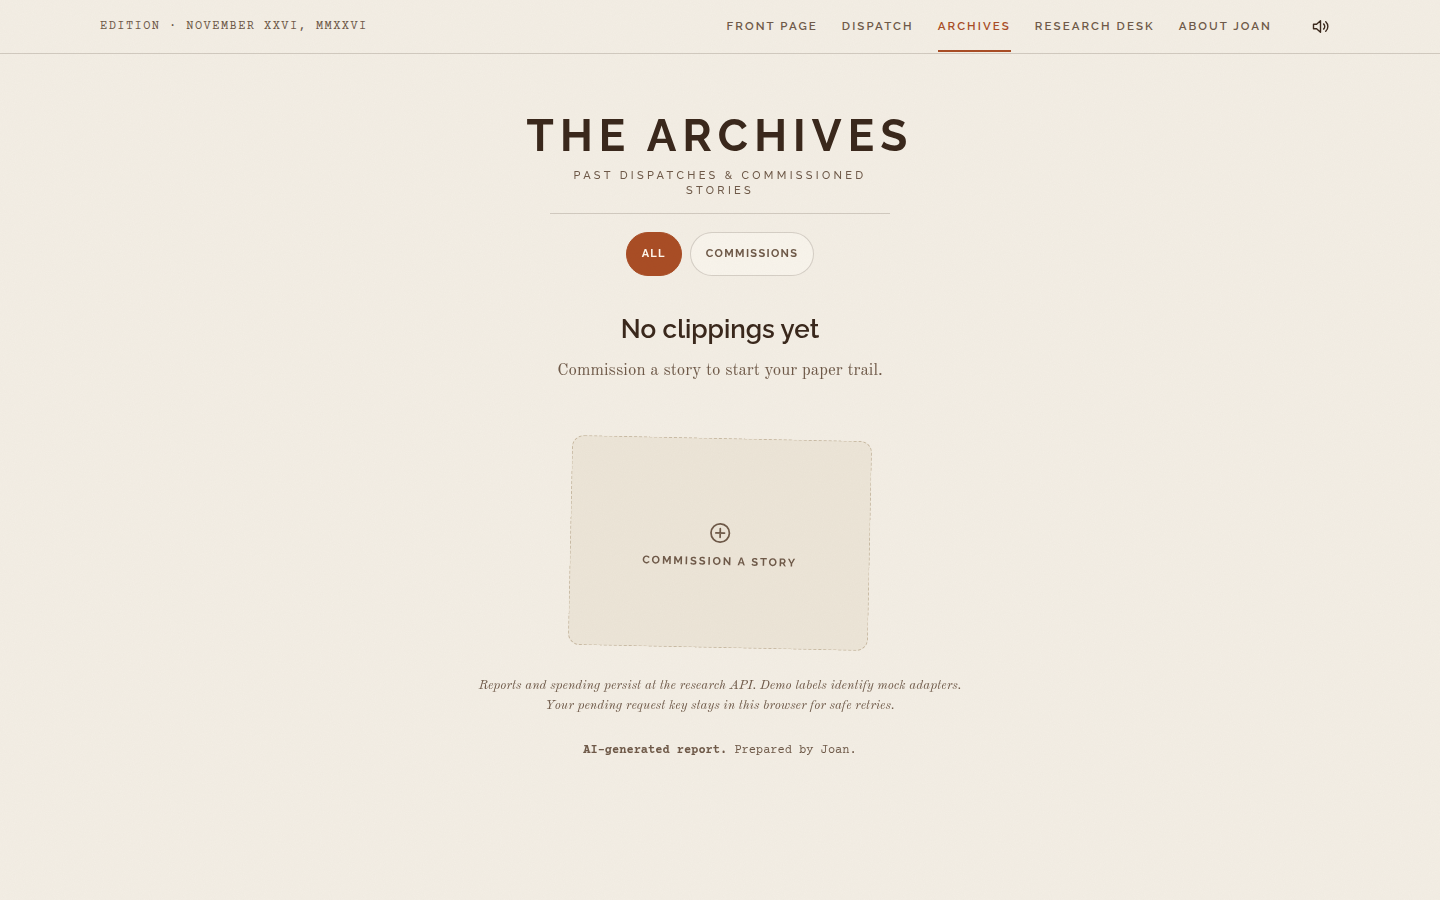 EDITION · NOVEMBER XXVI, MMXXVI
FRONT PAGE
DISPATCH
ARCHIVES
RESEARCH DESK
ABOUT JOAN
THE ARCHIVES
PAST DISPATCHES & COMMISSIONED
STORIES
ALL
COMMISSIONS
No clippings yet
Commission a story to start your paper trail.
COMMISSION A STORY
Reports and spending persist at the research API. Demo labels identify mock adapters.
Your pending request key stays in this browser for safe retries.
AI-generated report. Prepared by Joan.